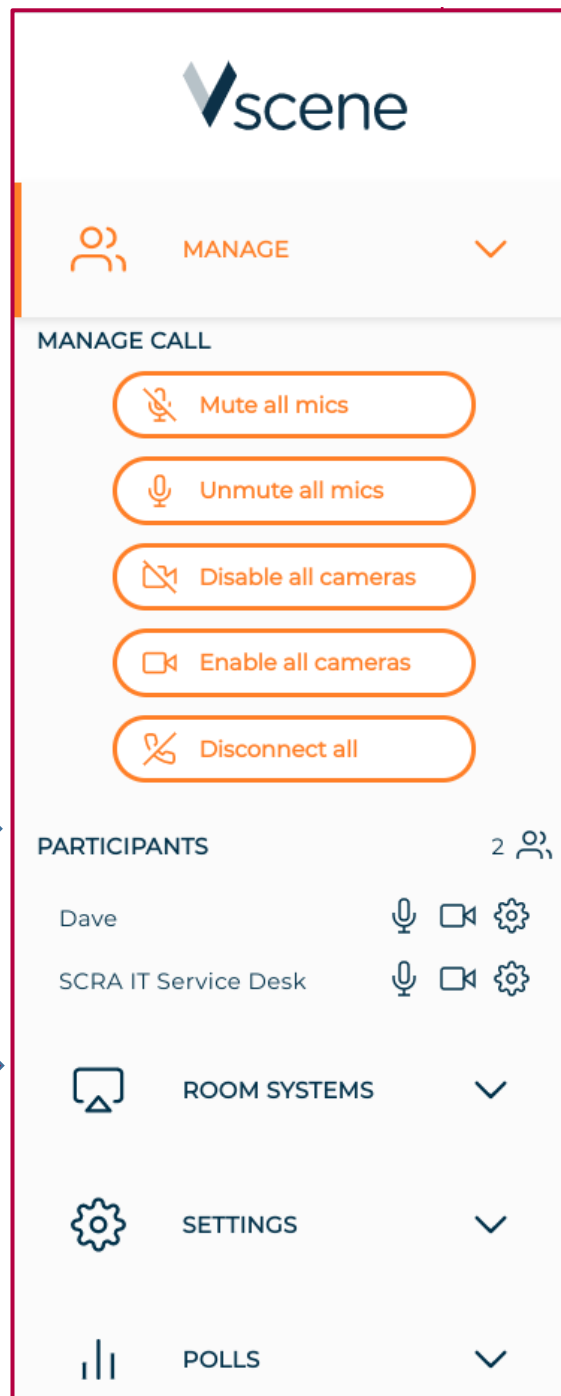 Vscene
MANAGE
MANAGE CALL
Mute all mics
Unmute all mics
Disable all cameras
Enable all cameras
Disconnect all
PARTICIPANTS 2
Dave
SCRA IT Service Desk
ROOM SYSTEMS
SETTINGS
POLLS